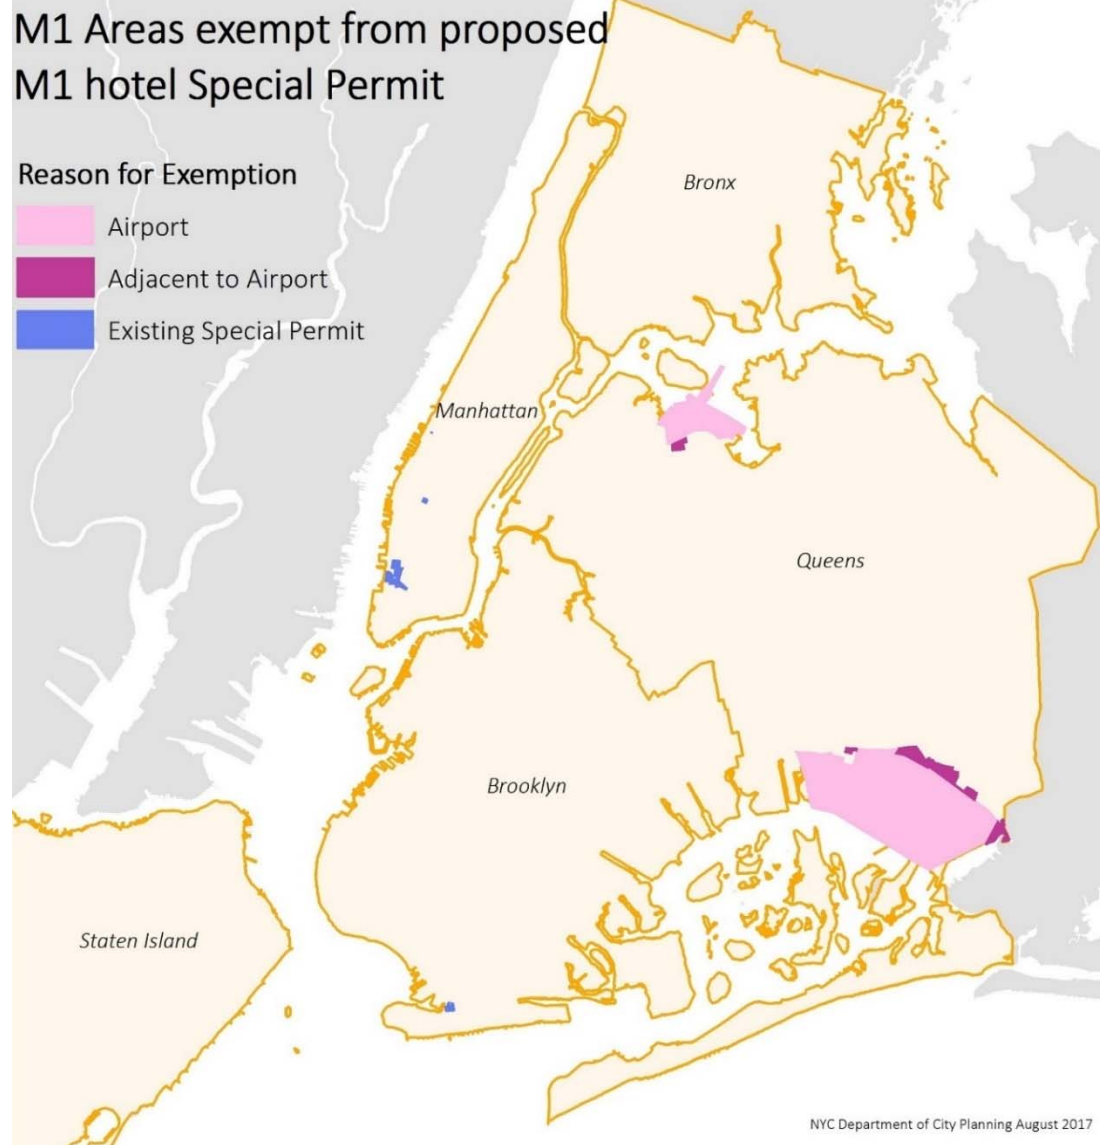 M1 Areas exempt from proposed
M1 hotel Special Permit
Reason for Exemption
Airport
Adjacent to Airport
Existing Special Permit
Bronx
Manhattan
Queens
Brooklyn
Staten Island
NYC Department of City Planning August 2017